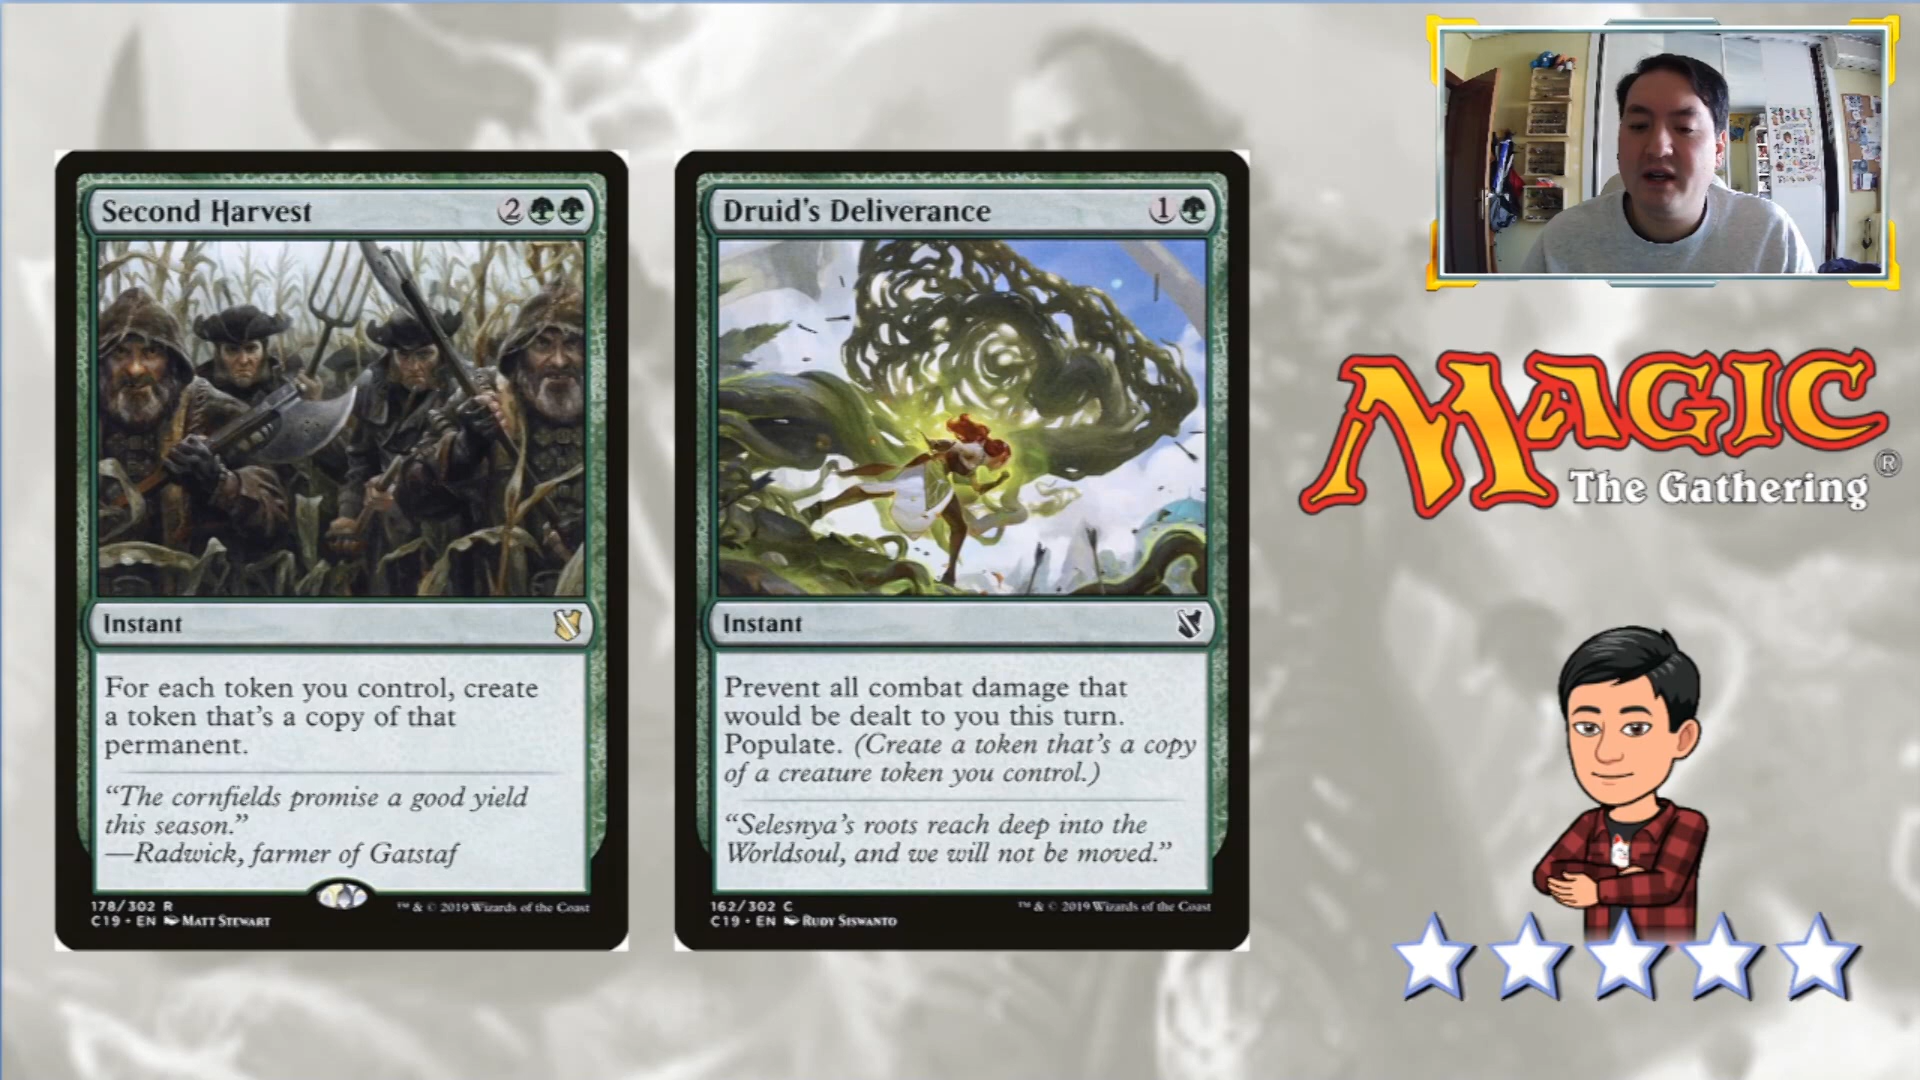 Second Harvest 2
Instant
For each token you control, create
a token that's a copy of that
permanent.
"The cornfields promise a good yield
this season."
—Radwick, farmer of Gatstaf
178/302 R
C19 • EN MATT STEWART
™ & © 2019 Wizards of the Coast
Druid's Deliverance 1
Instant
Prevent all combat damage that
would be dealt to you this turn.
Populate. (Create a token that's a copy
of a creature token you control.)
"Selesnya's roots reach deep into the
Worldsoul, and we will not be moved."
162/302 C
C19 • EN RUDY SISWANTO
™ & © 2019 Wizards of the Coast
MAGIC
The Gathering®